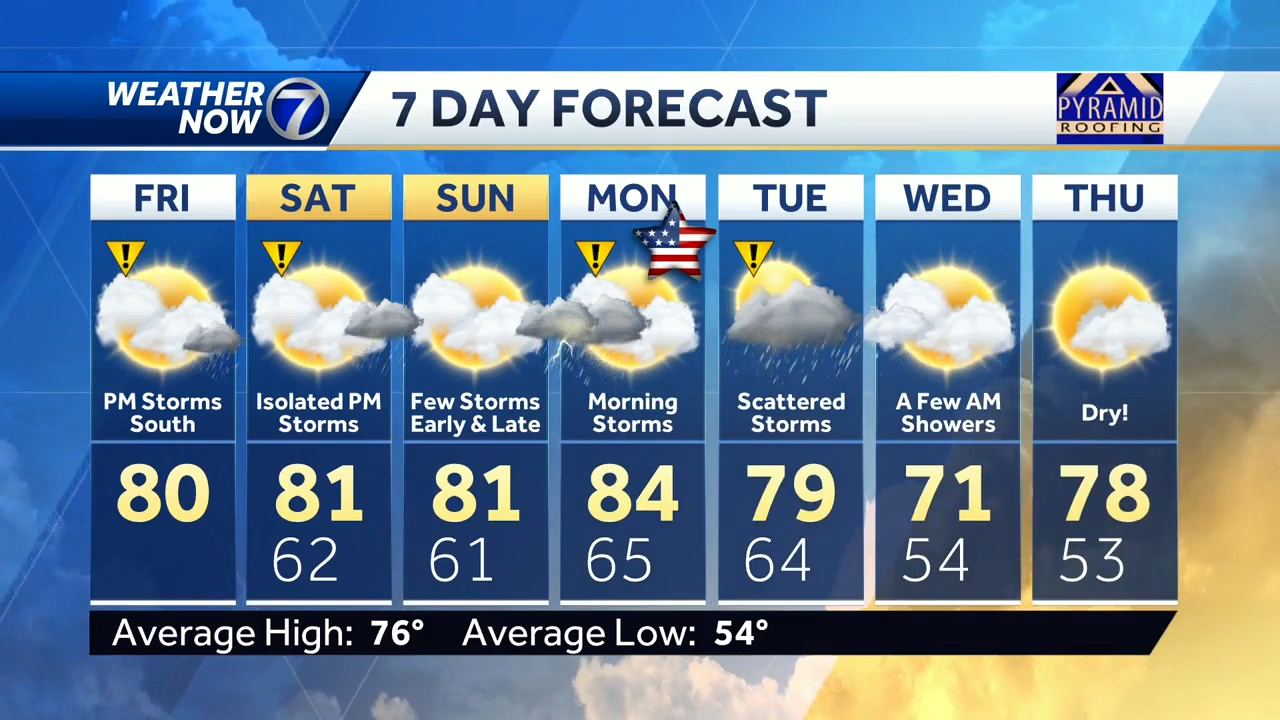 WEATHER
NOW
7
7 DAY FORECAST
PYRAMID
ROOFING
FRI
SAT
SUN
MON
TUE
WED
THU
!
!
!
!
PM Storms
South
Isolated PM
Storms
Few Storms
Early & Late
Morning
Storms
Scattered
Storms
A Few AM
Showers
Dry!
80
81
81
84
79
71
78
62
61
65
64
54
53
Average High: 76° Average Low: 54°